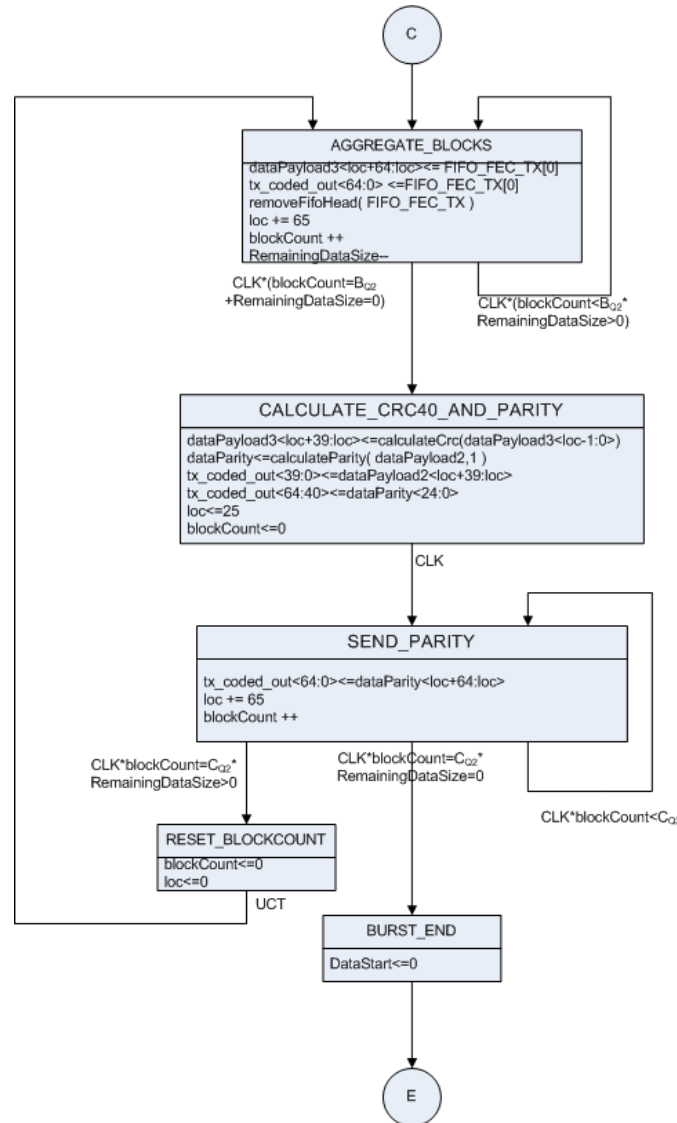 C
AGGREGATE_BLOCKS
dataPayload3<loc+64:loc><= FIFO_FEC_TX[0]
tx_coded_out<64:0> <=FIFO_FEC_TX[0]
removeFifoHead( FIFO_FEC_TX )
loc += 65
blockCount ++
RemainingDataSize--
CLK*(blockCount=BQ2
+RemainingDataSize=0)
CLK*(blockCount<BQ2*
RemainingDataSize>0)
CALCULATE_CRC40_AND_PARITY
dataPayload3<loc+39:loc><=calculateCrc(dataPayload3<loc-1:0>)
dataParity<=calculateParity( dataPayload2,1 )
tx_coded_out<39:0><=dataPayload2<loc+39:loc>
tx_coded_out<64:40><=dataParity<24:0>
loc<=25
blockCount<=0
CLK
SEND_PARITY
tx_coded_out<64:0><=dataParity<loc+64:loc>
loc += 65
blockCount ++
CLK*blockCount=CQ2*
RemainingDataSize>0
CLK*blockCount=CQ2*
RemainingDataSize=0
CLK*blockCount<CQ2
RESET_BLOCKCOUNT
blockCount<=0
loc<=0
UCT
BURST_END
DataStart<=0
E